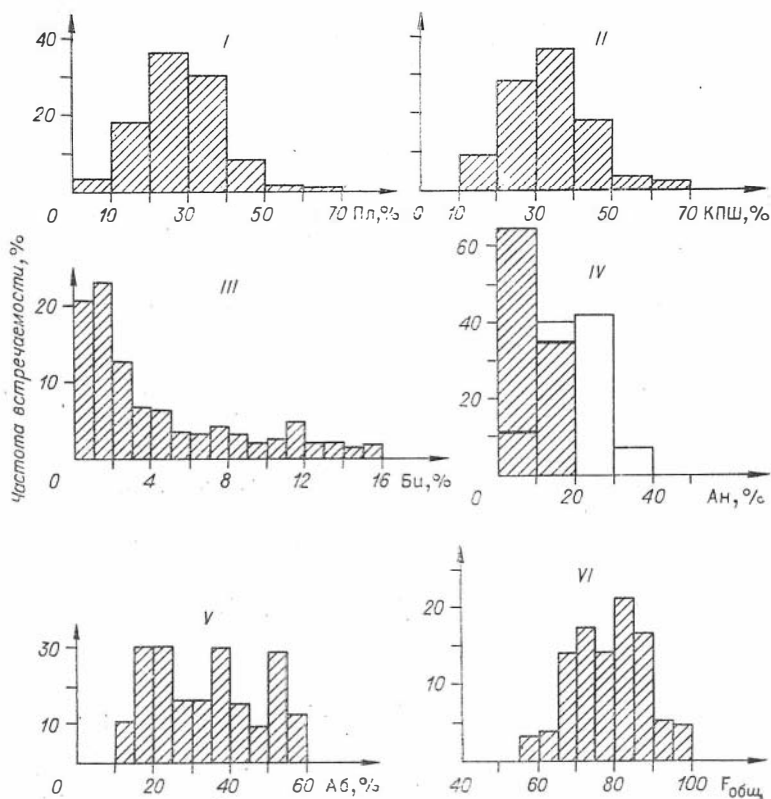 Частота встречаемости, %
I
40
20
0 10 30 50 70 Пл, %
II
0 10 30 50 70 КПШ, %
III
20
10
0 4 8 12 16 Би, %
IV
60
40
20
0 20 40 Ан, %
V
30
10
0 20 40 60 Аб, %
VI
20
10
40 60 80 100 Fобщ